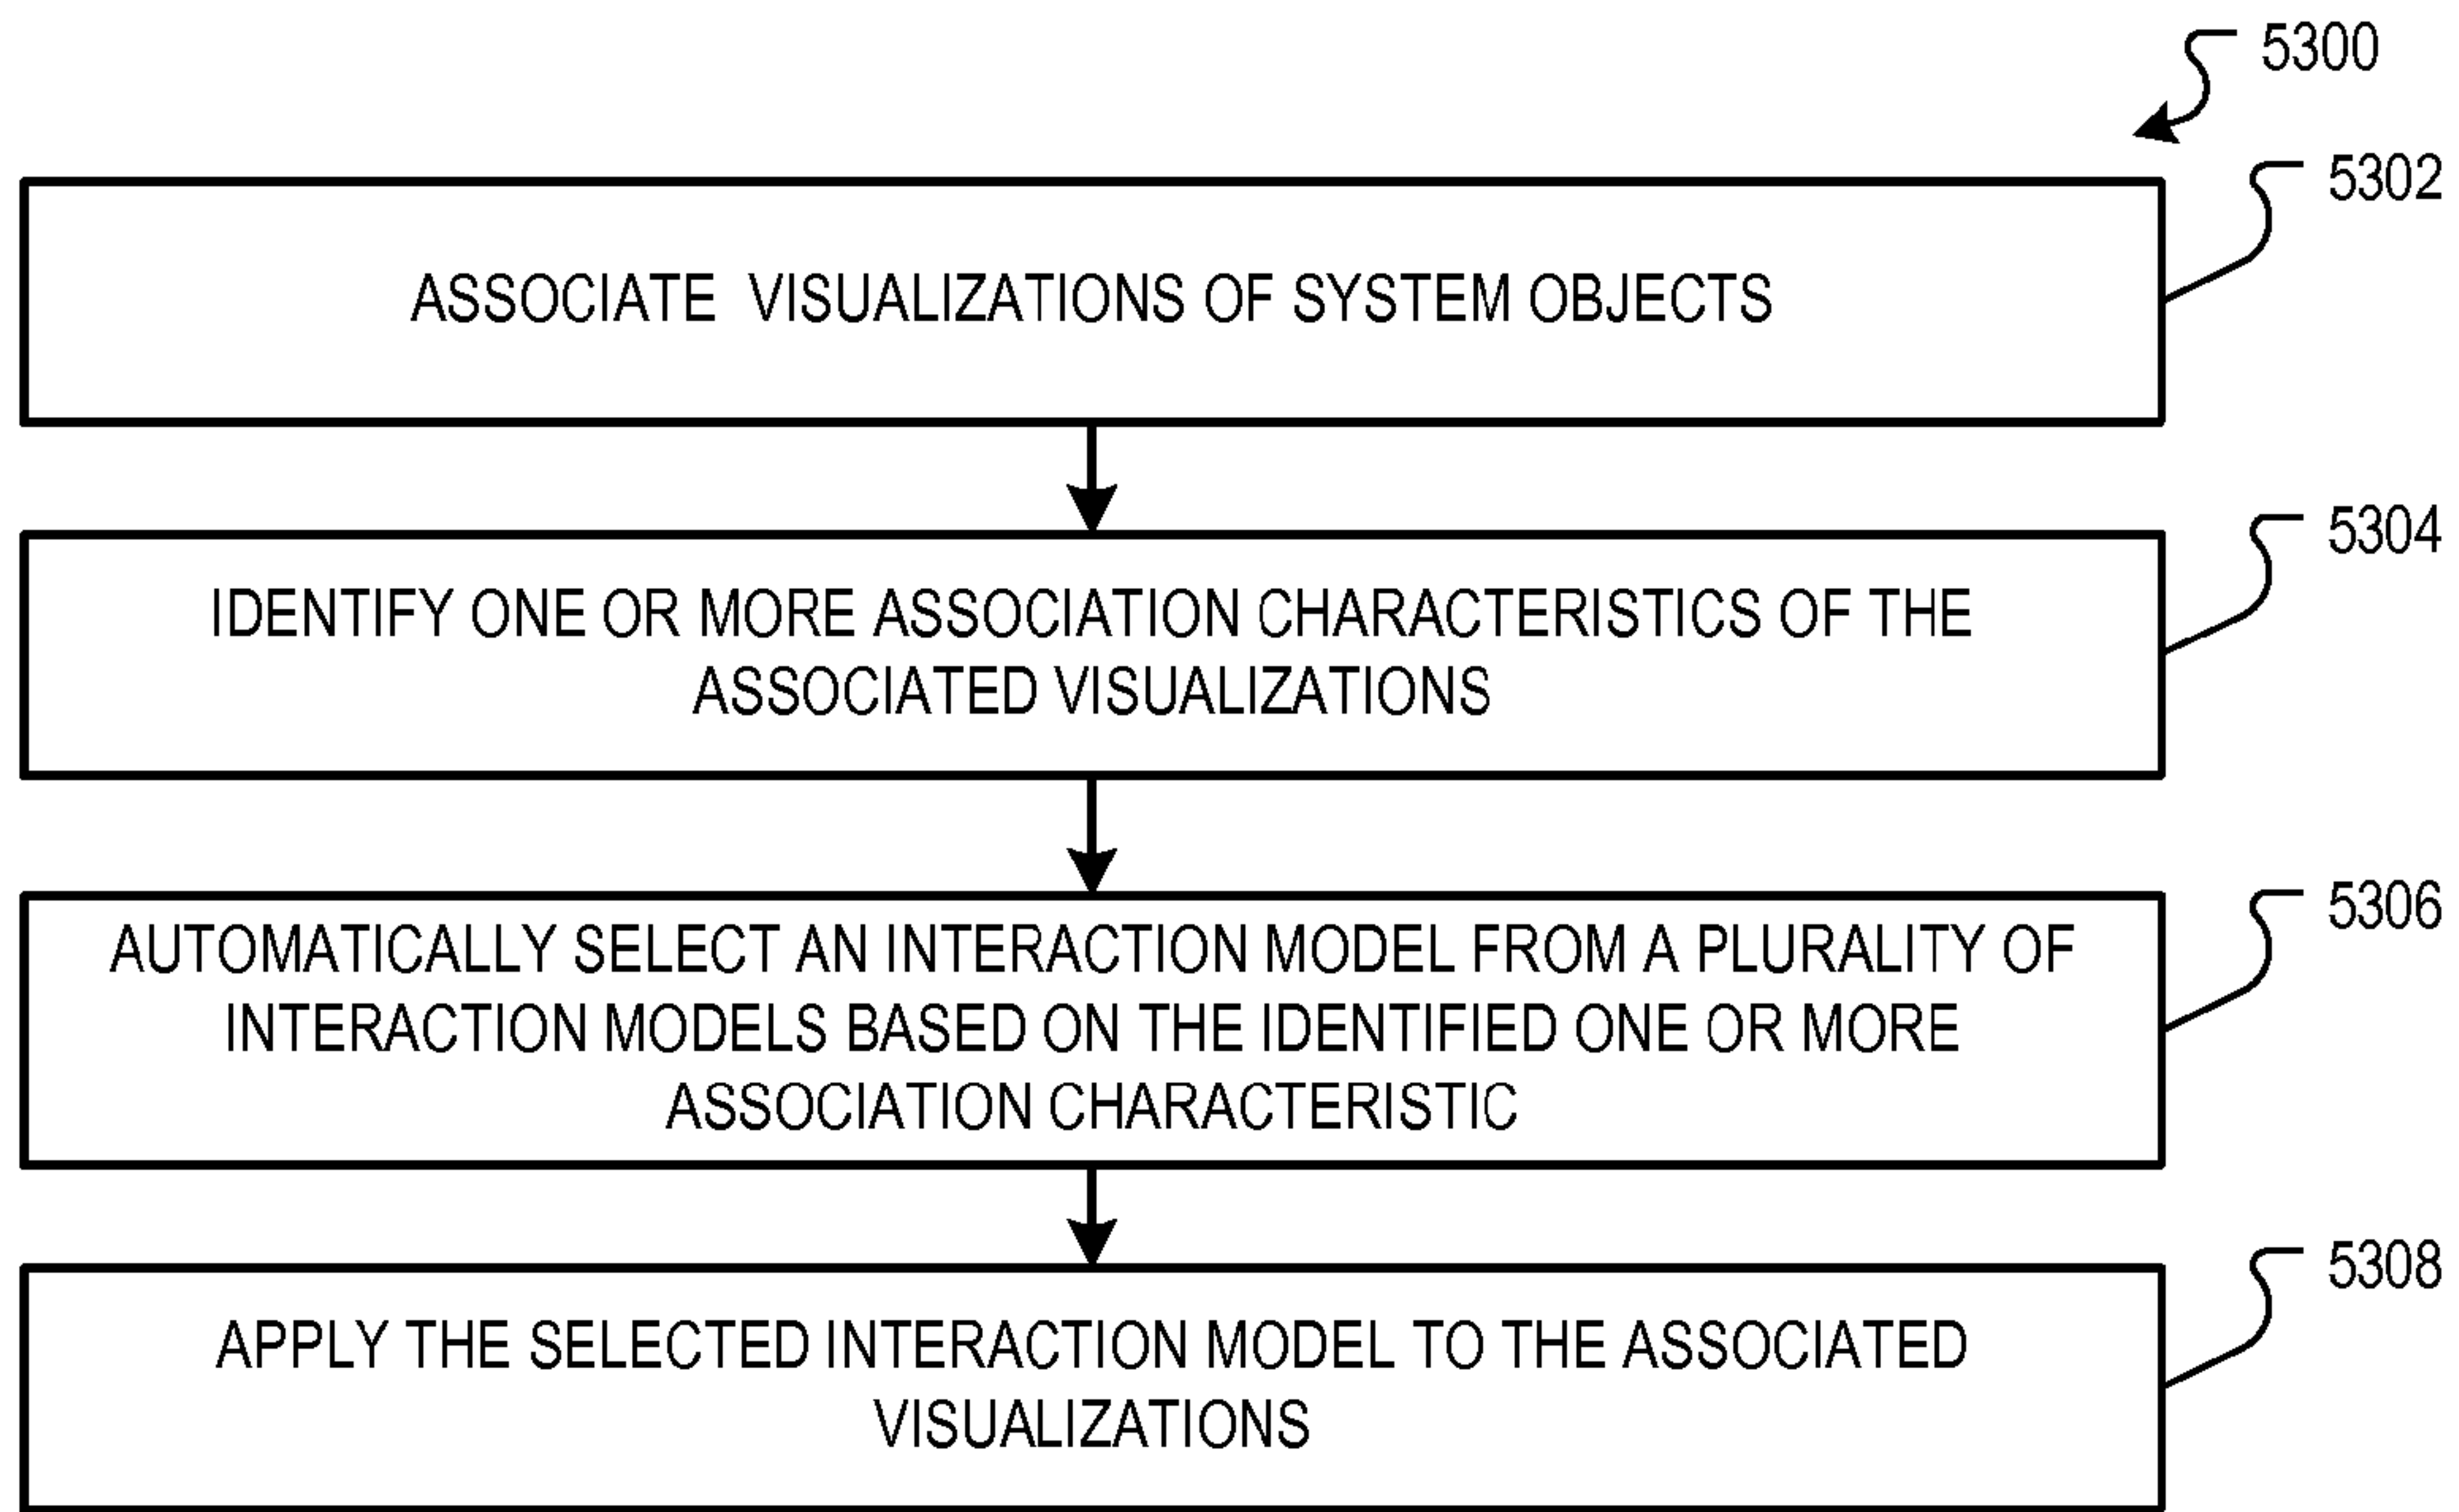 5300
5302
ASSOCIATE VISUALIZATIONS OF SYSTEM OBJECTS
5304
IDENTIFY ONE OR MORE ASSOCIATION CHARACTERISTICS OF THE
ASSOCIATED VISUALIZATIONS
5306
AUTOMATICALLY SELECT AN INTERACTION MODEL FROM A PLURALITY OF
INTERACTION MODELS BASED ON THE IDENTIFIED ONE OR MORE
ASSOCIATION CHARACTERISTIC
5308
APPLY THE SELECTED INTERACTION MODEL TO THE ASSOCIATED
VISUALIZATIONS